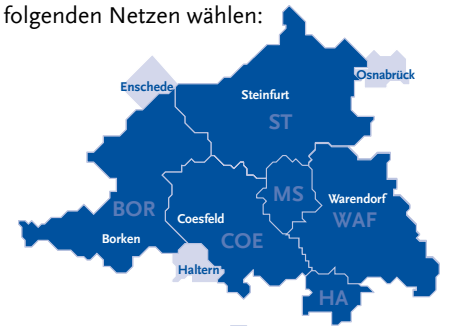 folgenden Netzen wählen:
Osnabrück
Enschede
Steinfurt
ST
MS
Warendorf
WAF
BOR
Coesfeld
COE
Borken
Haltern
HA